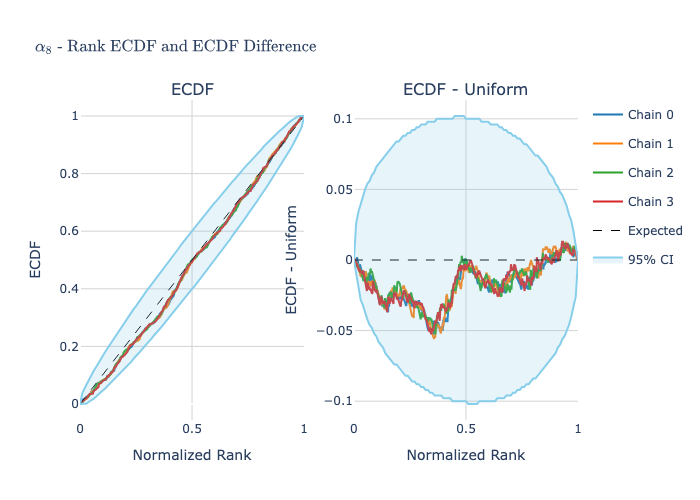 α₈ - Rank ECDF and ECDF Difference
ECDF
ECDF
1
0.8
0.6
0.4
0.2
0
0
0.5
1
Normalized Rank
ECDF - Uniform
ECDF - Uniform
0.1
0.05
0
−0.05
−0.1
0
0.5
1
Normalized Rank
Chain 0
Chain 1
Chain 2
Chain 3
Expected
95% CI